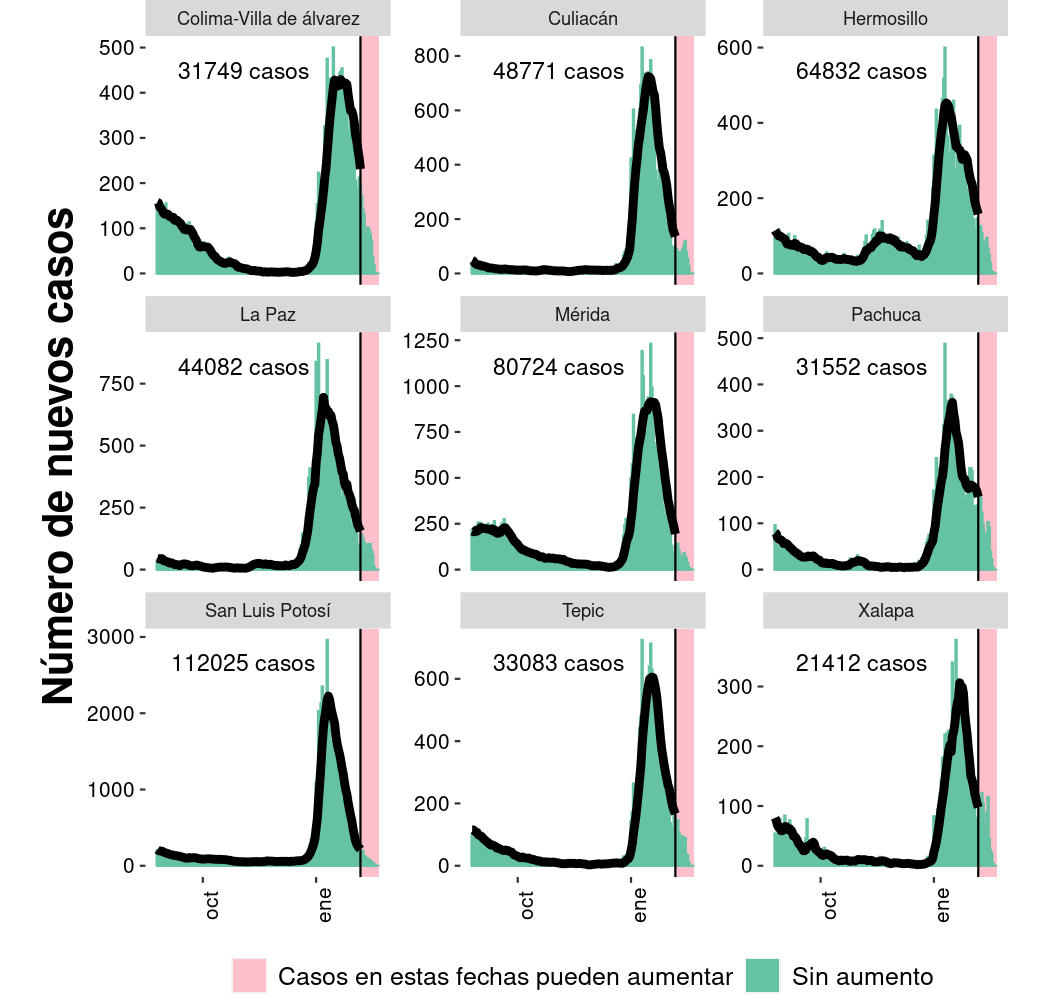 Número de nuevos casos
Colima-Villa de álvarez
31749 casos
500
400
300
200
100
0
Culiacán
48771 casos
800
600
400
200
0
Hermosillo
64832 casos
600
400
200
0
La Paz
44082 casos
750
500
250
0
Mérida
80724 casos
1250
1000
750
500
250
0
Pachuca
31552 casos
500
400
300
200
100
0
San Luis Potosí
112025 casos
3000
2000
1000
0
oct
ene
Tepic
33083 casos
600
400
200
0
oct
ene
Xalapa
21412 casos
300
200
100
0
oct
ene
Casos en estas fechas pueden aumentar
Sin aumento